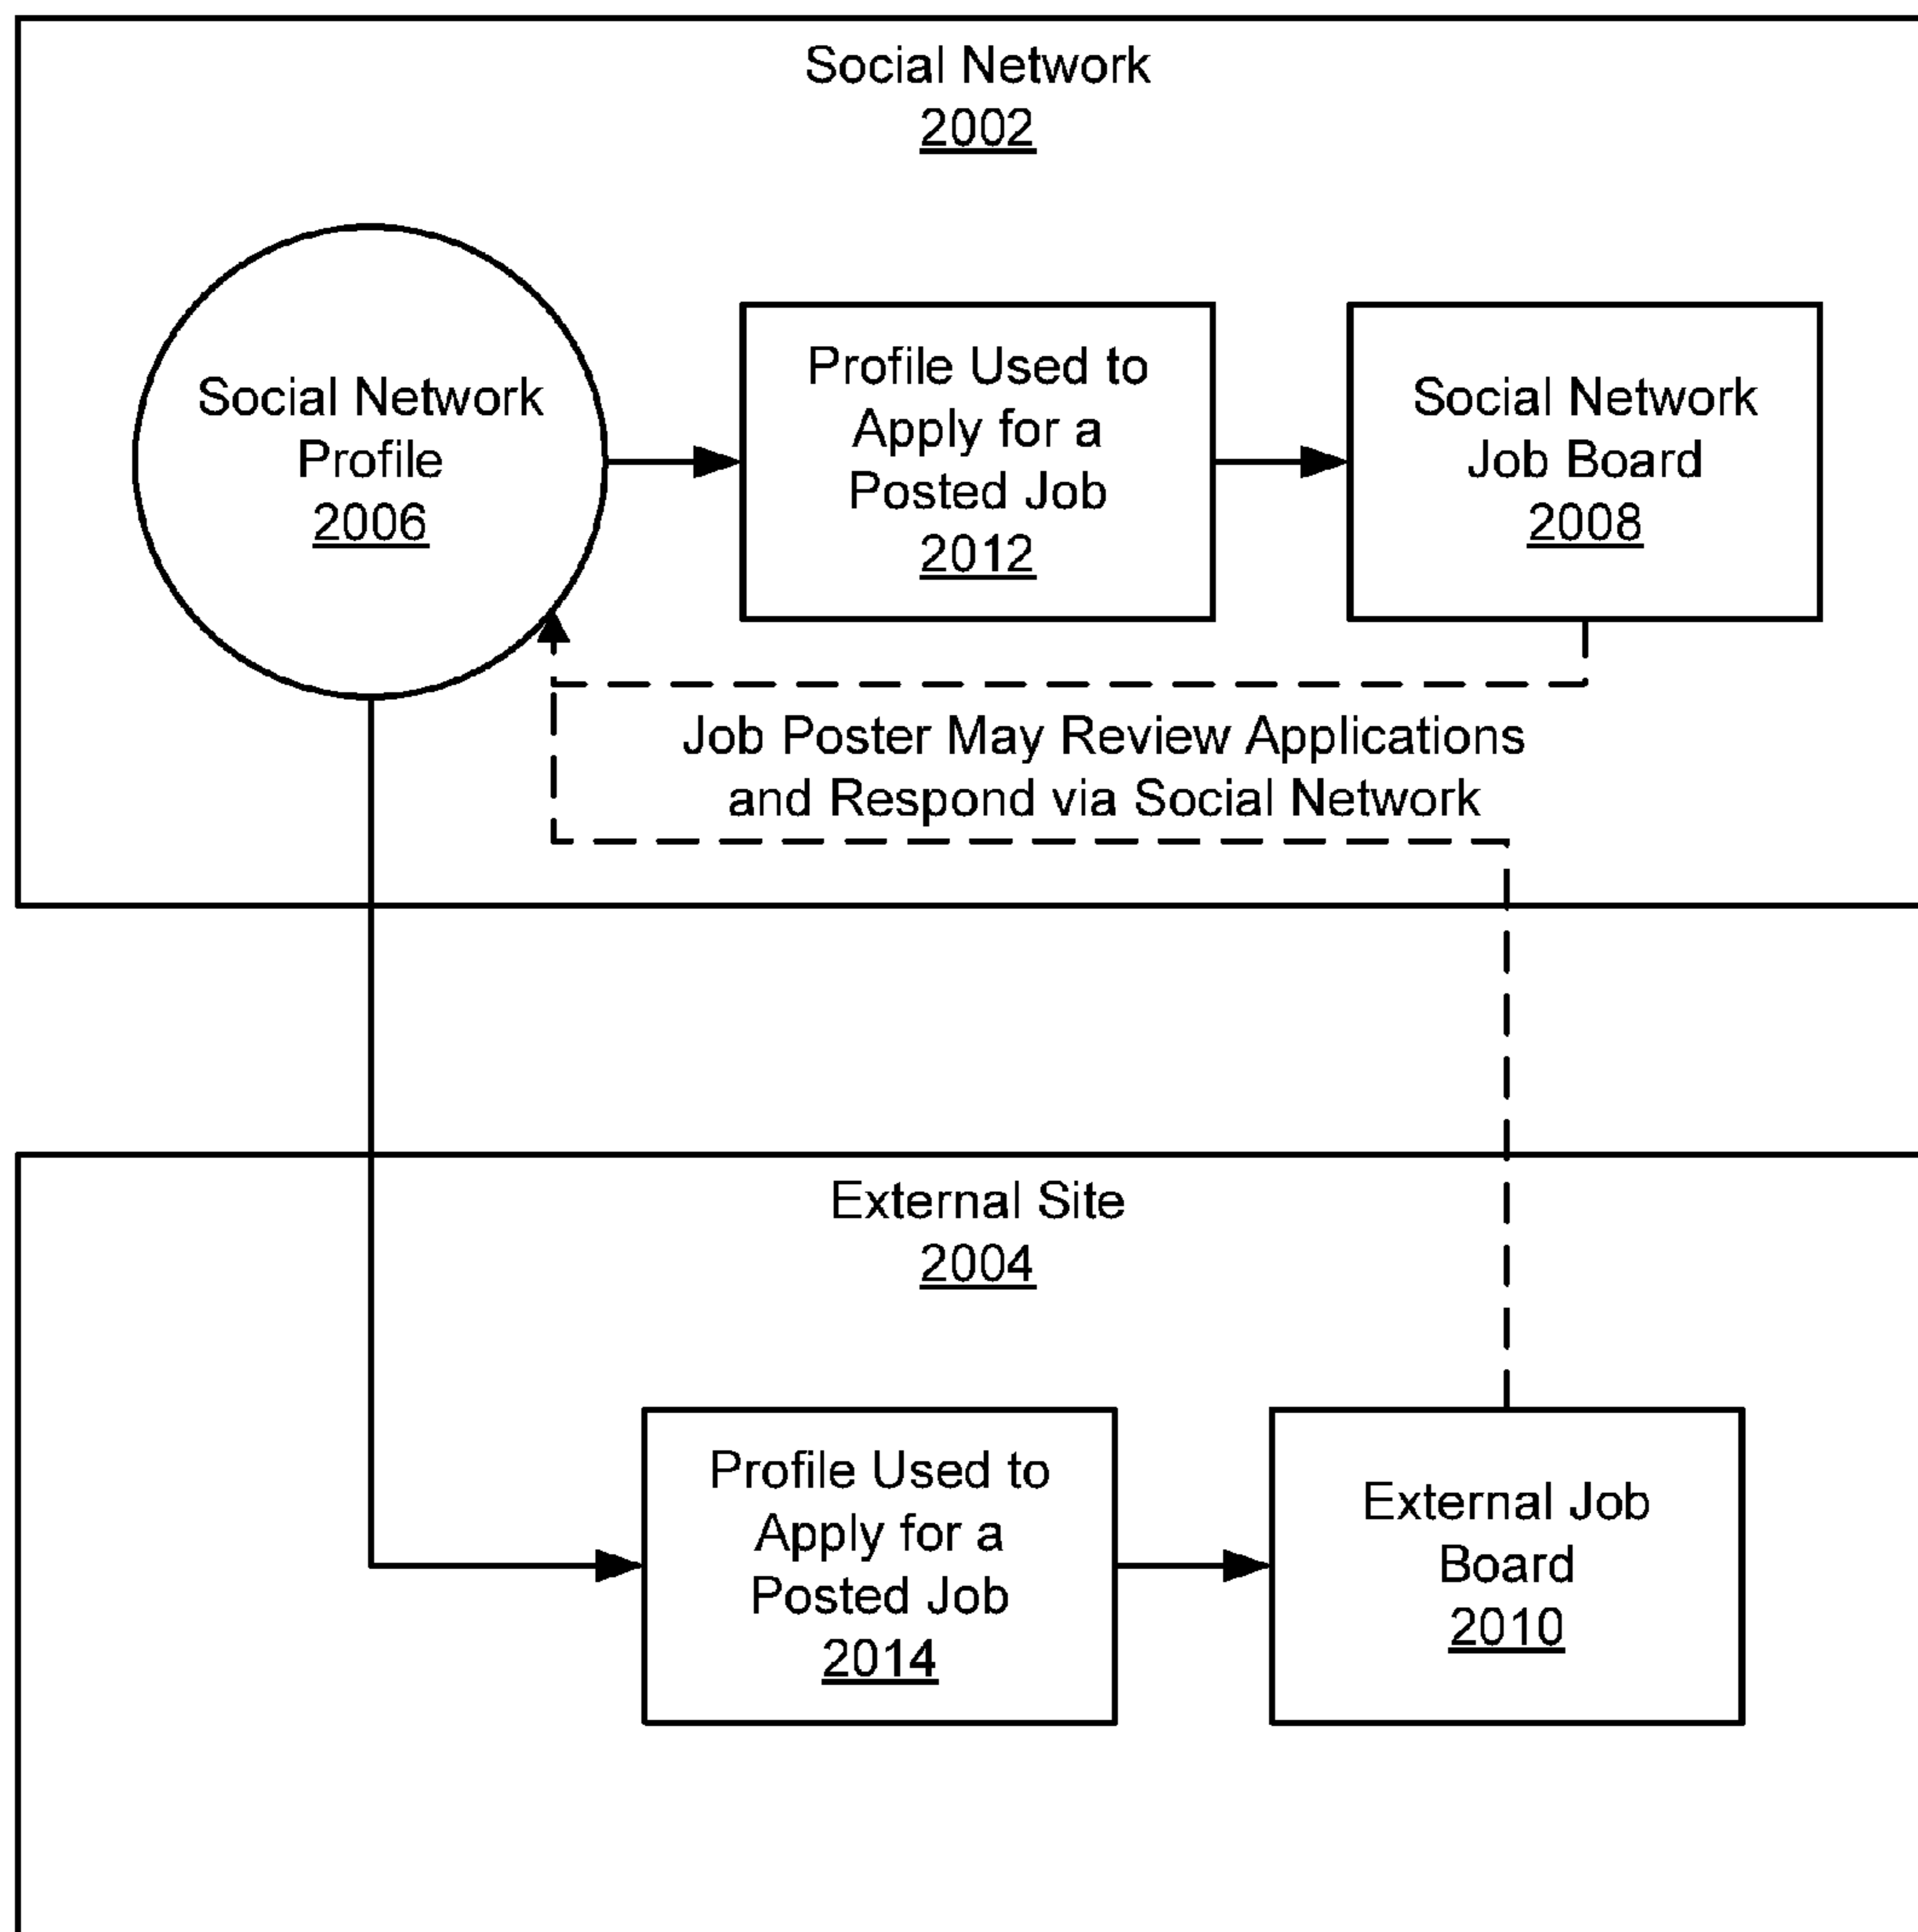 Social Network
2002
Social Network
Profile
2006
Profile Used to
Apply for a
Posted Job
2012
Social Network
Job Board
2008
Job Poster May Review Applications
and Respond via Social Network
External Site
2004
Profile Used to
Apply for a
Posted Job
2014
External Job
Board
2010